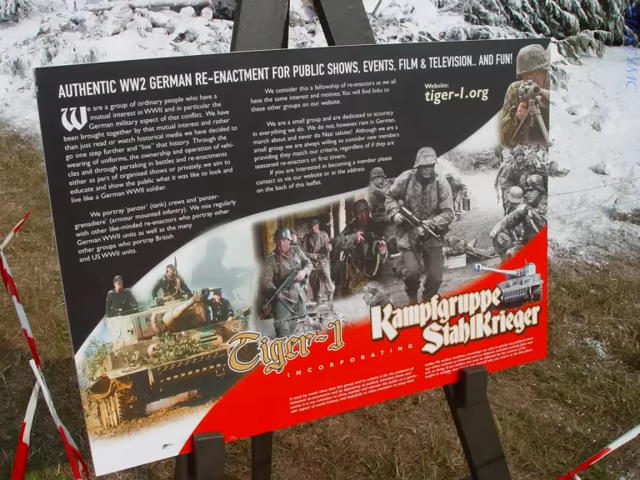 AUTHENTIC WW2 GERMAN RE-ENACTMENT FOR PUBLIC SHOWS, EVENTS, FILM & TELEVISION.. AND FUN!
We are a group of ordinary people who have a
mutual interest in WWII and in particular the
German military aspect of that conflict. We have
been brought together by that mutual interest and rather
than just read or watch historical media we have decided to
go one step further and "live" that history. Through the
wearing of uniforms, the ownership and operation of vehi-
cles and through partaking in battles and re-enactments
either as part of organised shows or privately, we aim to
educate and show the public what it was like to look and
live like a German WWII soldier.
We portray 'panzer' (tank) crews and 'panzer-
grenadiere' (armour mounted infantry). We mix regularly
with other like-minded re-enactors who portray other
German WWII units as well as the many
other groups who portray British
and US WWII units.
We consider this a fellowship of re-enactors as we all
have the same interest and motives. You will find links to
these other groups on our website.
We are a small group and are dedicated to accuracy
in everything we do. We do not, however, rant in German,
march about and never do Nazi salutes! Although we are a
small group we are always willing to consider new members
providing they match our criteria, regardless of if they are
seasoned re-enactors or first timers.
If you are interested in becoming a member please
contact us via our website or at the address
on the back of this leaflet.
Website:
tiger-1.org
Tiger-1
INCORPORATING
Kampfgruppe
StahlKrieger